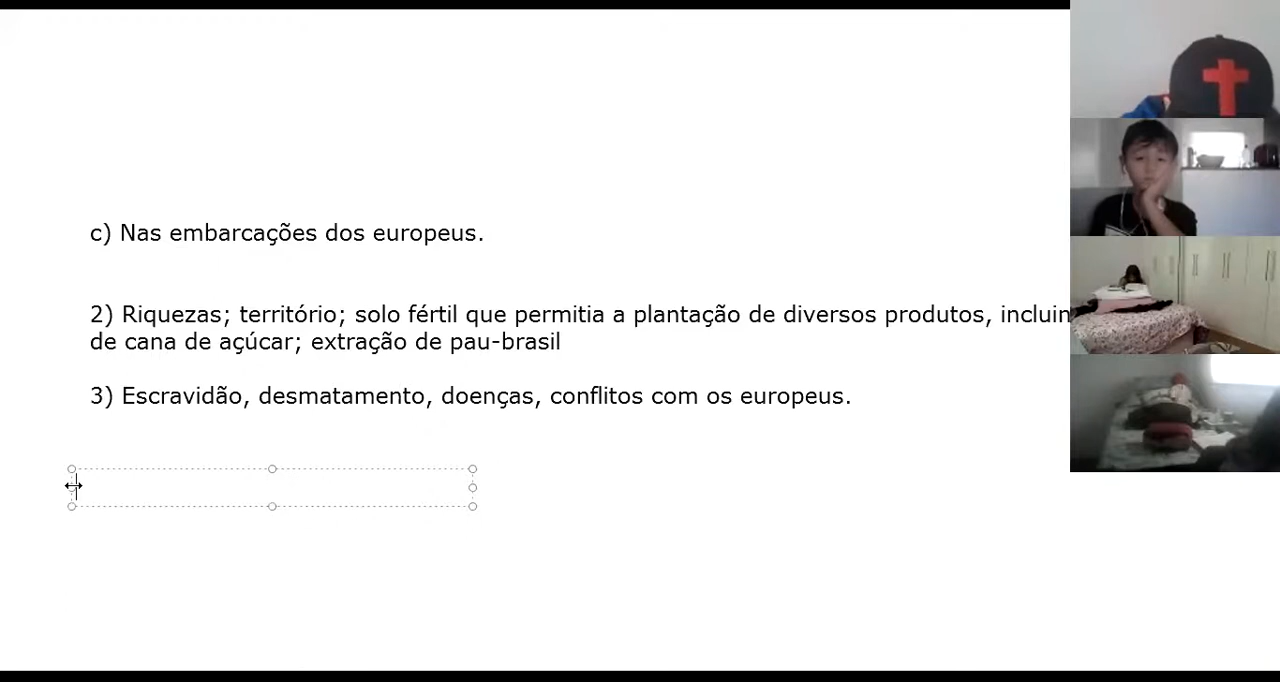 c) Nas embarcações dos europeus.
2) Riquezas; território; solo fértil que permitia a plantação de diversos produtos,
de cana de açúcar; extração de pau-brasil
3) Escravidão, desmatamento, doenças, conflitos com os europeus.